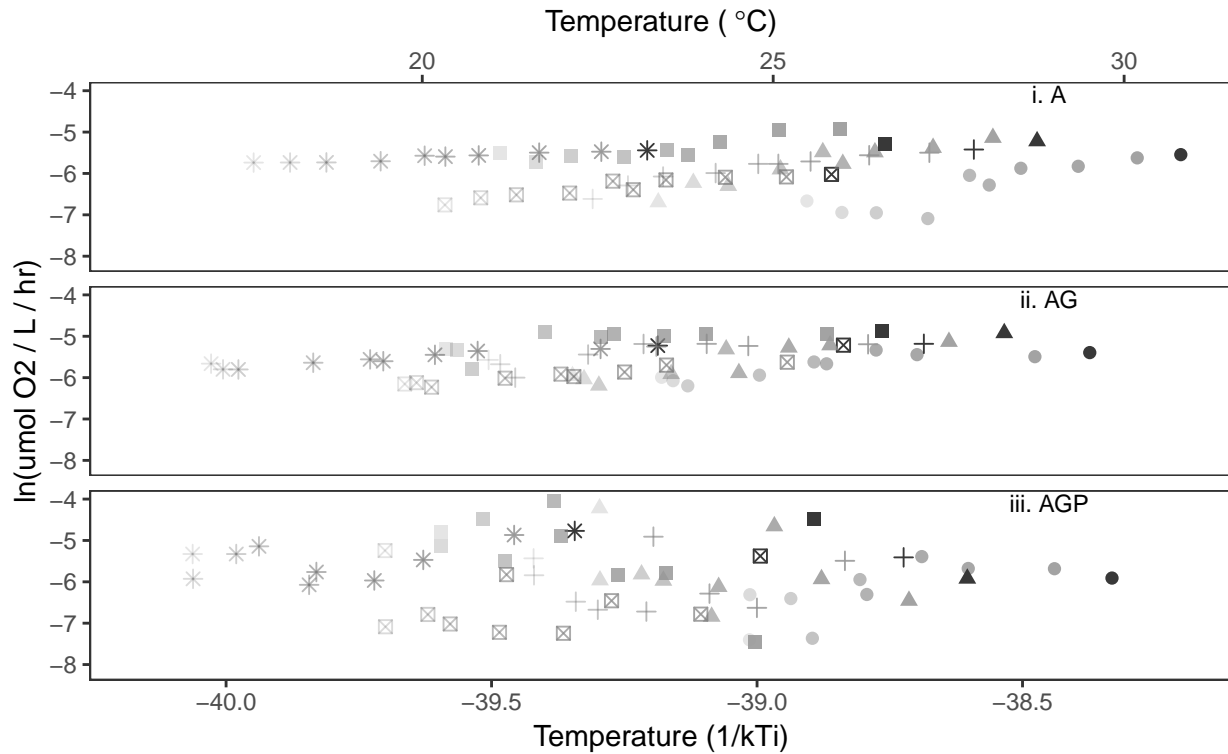 Temperature ( °C)
20 25 30
ln(umol O2 / L / hr)
i. A
−4
−5
−6
−7
−8
ii. AG
−4
−5
−6
−7
−8
iii. AGP
−4
−5
−6
−7
−8
−40.0 −39.5 −39.0 −38.5
Temperature (1/kTi)